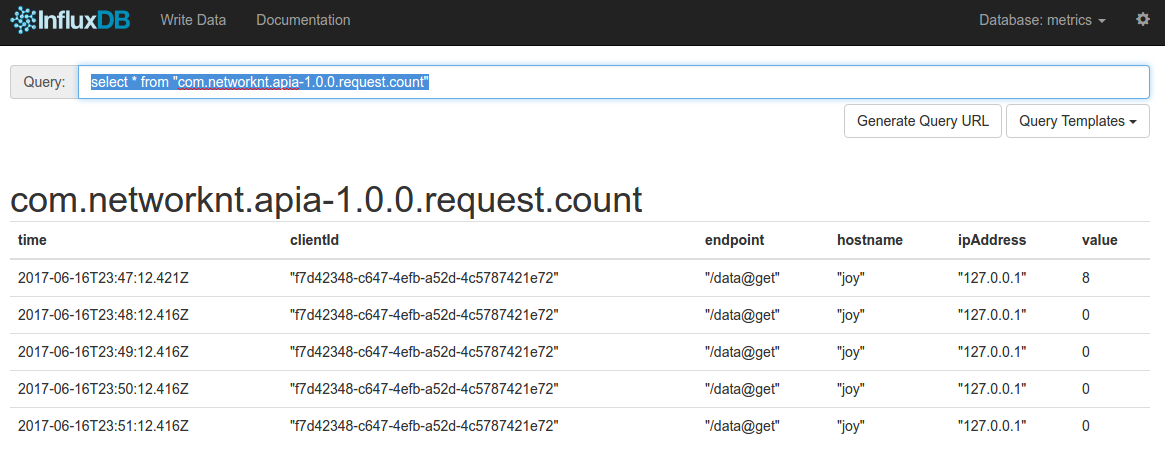 InfluxDB Write Data Documentation Database: metrics
Query: select * from "com.networknt.apia-1.0.0.request.count"
Generate Query URL Query Templates
com.networknt.apia-1.0.0.request.count
time clientId endpoint hostname ipAddress value
2017-06-16T23:47:12.421Z "f7d42348-c647-4efb-a52d-4c5787421e72" "/data@get" "joy" "127.0.0.1" 8
2017-06-16T23:48:12.416Z "f7d42348-c647-4efb-a52d-4c5787421e72" "/data@get" "joy" "127.0.0.1" 0
2017-06-16T23:49:12.416Z "f7d42348-c647-4efb-a52d-4c5787421e72" "/data@get" "joy" "127.0.0.1" 0
2017-06-16T23:50:12.416Z "f7d42348-c647-4efb-a52d-4c5787421e72" "/data@get" "joy" "127.0.0.1" 0
2017-06-16T23:51:12.416Z "f7d42348-c647-4efb-a52d-4c5787421e72" "/data@get" "joy" "127.0.0.1" 0